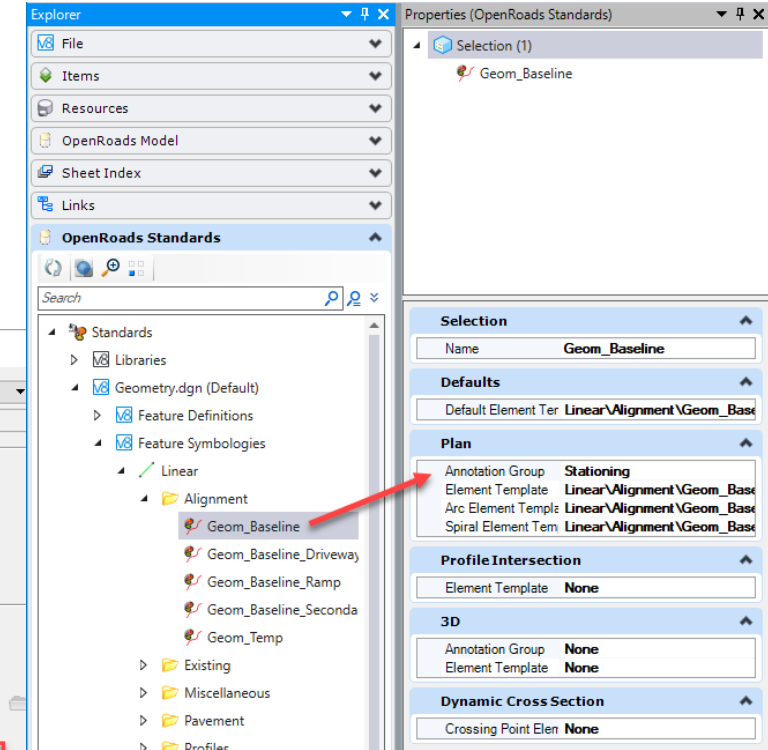 Explorer
File
Items
Resources
OpenRoads Model
Sheet Index
Links
OpenRoads Standards
Search
Standards
Libraries
Geometry.dgn (Default)
Feature Definitions
Feature Symbologies
Linear
Alignment
Geom_Baseline
Geom_Baseline_Driveway
Geom_Baseline_Ramp
Geom_Baseline_Seconda
Geom_Temp
Existing
Miscellaneous
Pavement
Profiles
Properties (OpenRoads Standards)
Selection (1)
Geom_Baseline
Selection
Name Geom_Baseline
Defaults
Default Element Ter Linear\Alignment\Geom_Base
Plan
Annotation Group Stationing
Element Template Linear\Alignment\Geom_Base
Arc Element Templa Linear\Alignment\Geom_Base
Spiral Element Tem Linear\Alignment\Geom_Base
Profile Intersection
Element Template None
3D
Annotation Group None
Element Template None
Dynamic Cross Section
Crossing Point Elen None